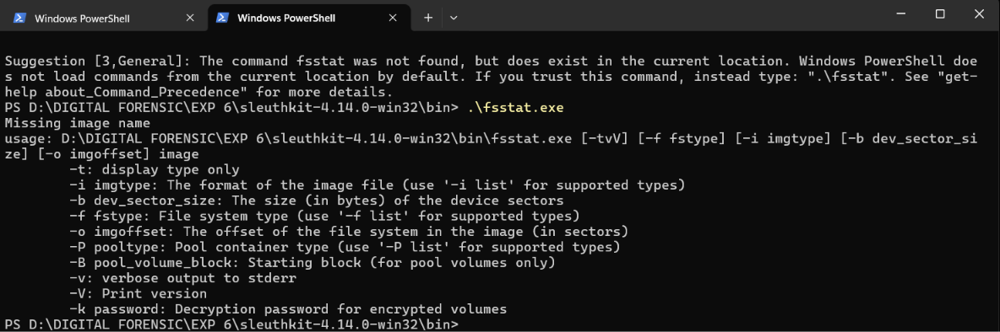 Windows PowerShell
Windows PowerShell
Suggestion [3,General]: The command fsstat was not found, but does exist in the current location. Windows PowerShell doe
s not load commands from the current location by default. If you trust this command, instead type: ".\fsstat". See "get-
help about_Command_Precedence" for more details.
PS D:\DIGITAL FORENSIC\EXP 6\sleuthkit-4.14.0-win32\bin> .\fsstat.exe
Missing image name
usage: D:\DIGITAL FORENSIC\EXP 6\sleuthkit-4.14.0-win32\bin\fsstat.exe [-tvV] [-f fstype] [-i imgtype] [-b dev_sector_si
ze] [-o imgoffset] image
-t: display type only
-i imgtype: The format of the image file (use '-i list' for supported types)
-b dev_sector_size: The size (in bytes) of the device sectors
-f fstype: File system type (use '-f list' for supported types)
-o imgoffset: The offset of the file system in the image (in sectors)
-P pooltype: Pool container type (use '-P list' for supported types)
-B pool_volume_block: Starting block (for pool volumes only)
-v: verbose output to stderr
-V: Print version
-k password: Decryption password for encrypted volumes
PS D:\DIGITAL FORENSIC\EXP 6\sleuthkit-4.14.0-win32\bin>